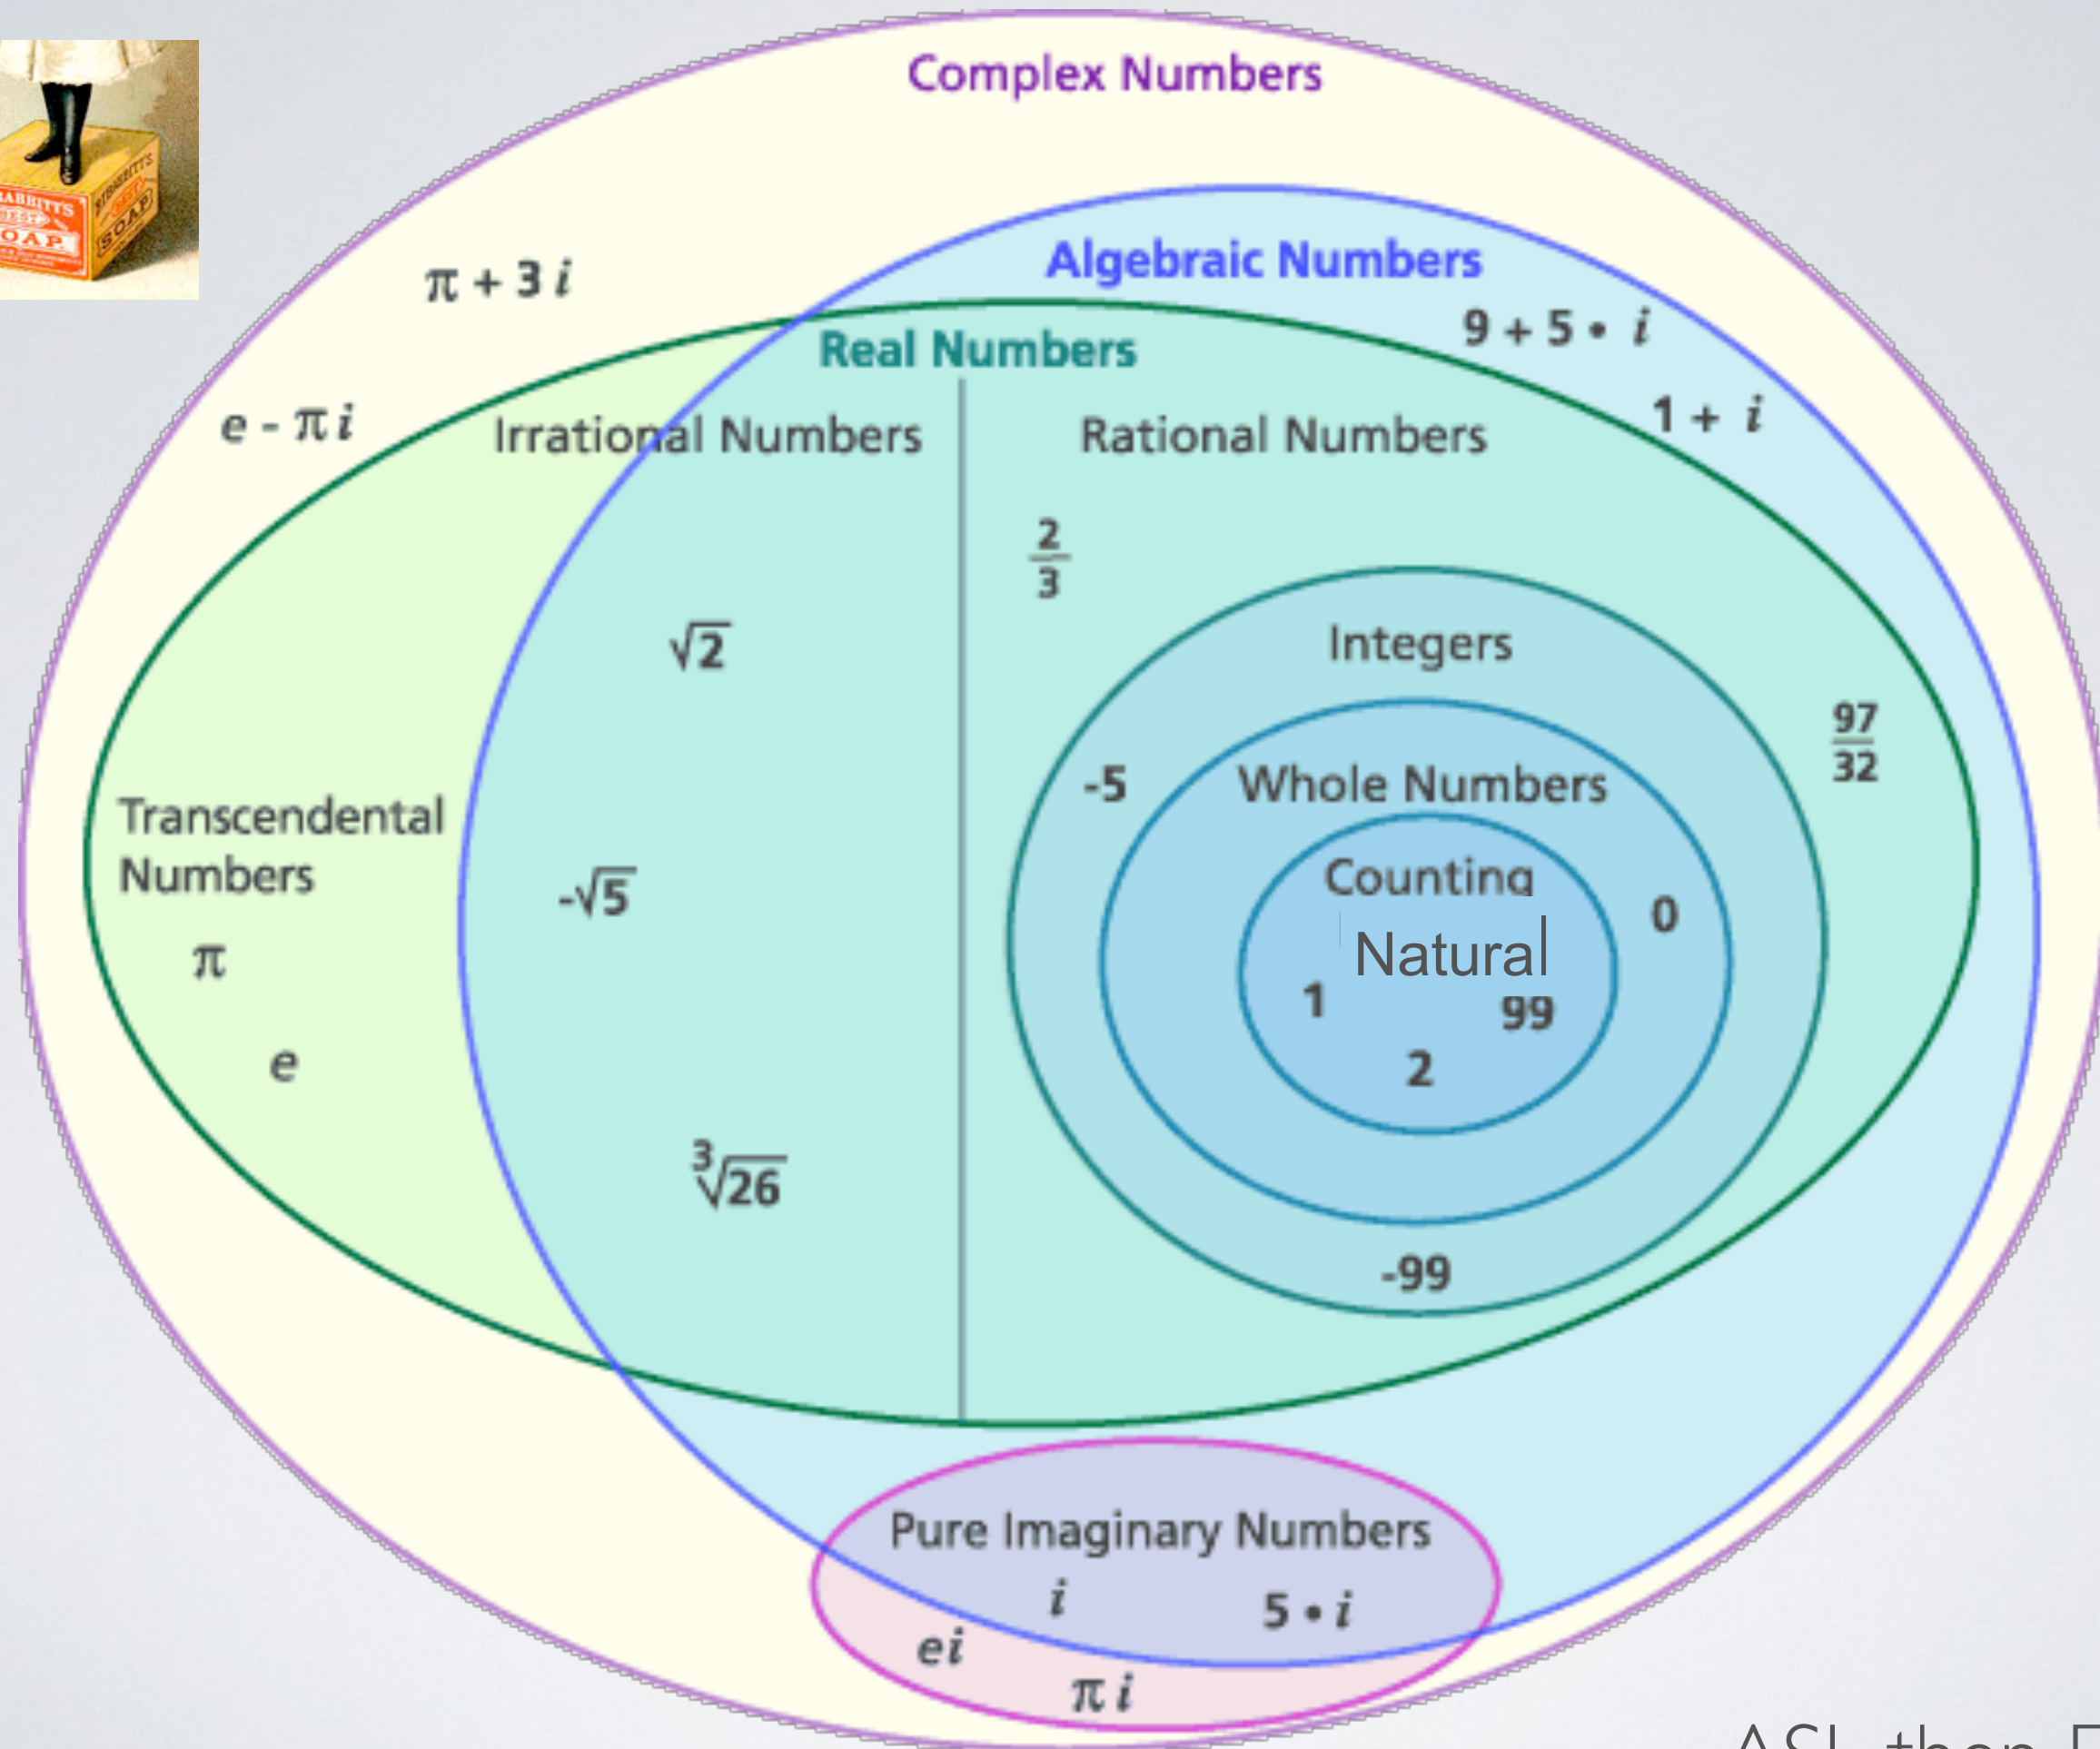 Complex Numbers
Algebraic Numbers
π + 3 i
9 + 5 • i
Real Numbers
e - π i
1 + i
Irrational Numbers
Rational Numbers
2
3
√2
Integers
97
32
-5
Whole Numbers
Transcendental
Numbers
Counting
-√5
0
Natural
π
1
99
e
2
3√26
-99
Pure Imaginary Numbers
i
5 • i
ei
π i
SOAP